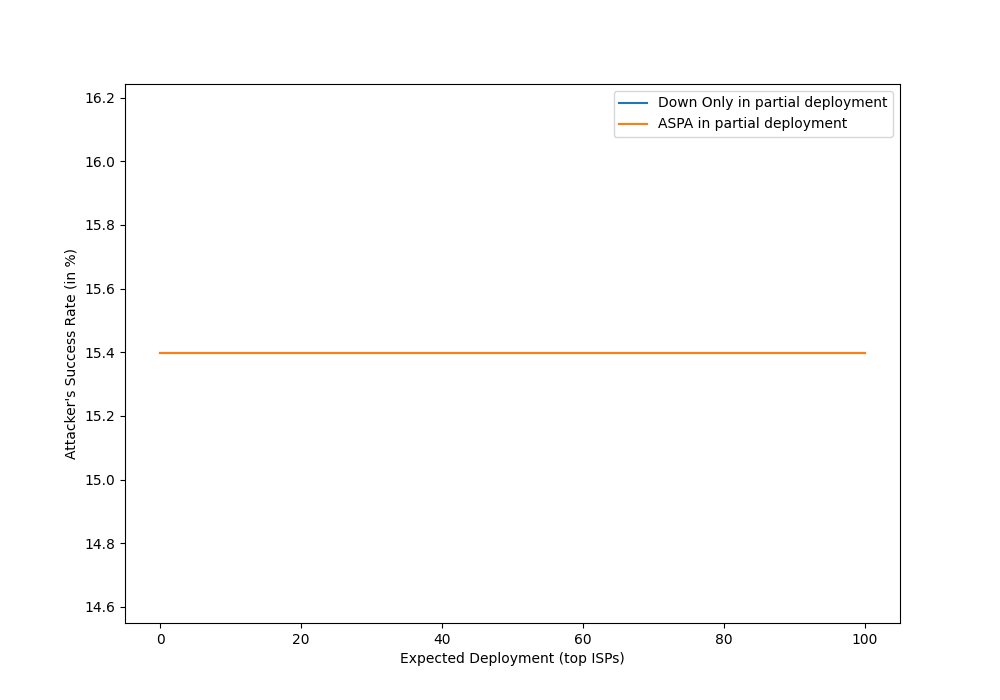 Down Only in partial deployment
ASPA in partial deployment
16.2
16.0
15.8
15.6
15.4
15.2
15.0
14.8
14.6
Attacker's Success Rate (in %)
0 20 40 60 80 100
Expected Deployment (top ISPs)